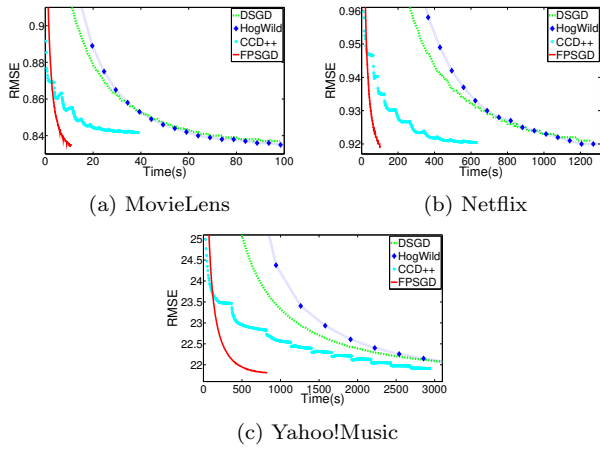 0.9
0.88
0.86
0.84
RMSE
DSGD
HogWild
CCD++
FPSGD
0 20 40 60 80 100
Time(s)
(a) MovieLens
0.96
0.95
0.94
0.93
0.92
RMSE
DSGD
HogWild
CCD++
FPSGD
0 200 400 600 800 1000 1200
Time(s)
(b) Netflix
25
24.5
24
23.5
23
22.5
22
RMSE
DSGD
HogWild
CCD++
FPSGD
0 500 1000 1500 2000 2500 3000
Time(s)
(c) Yahoo!Music